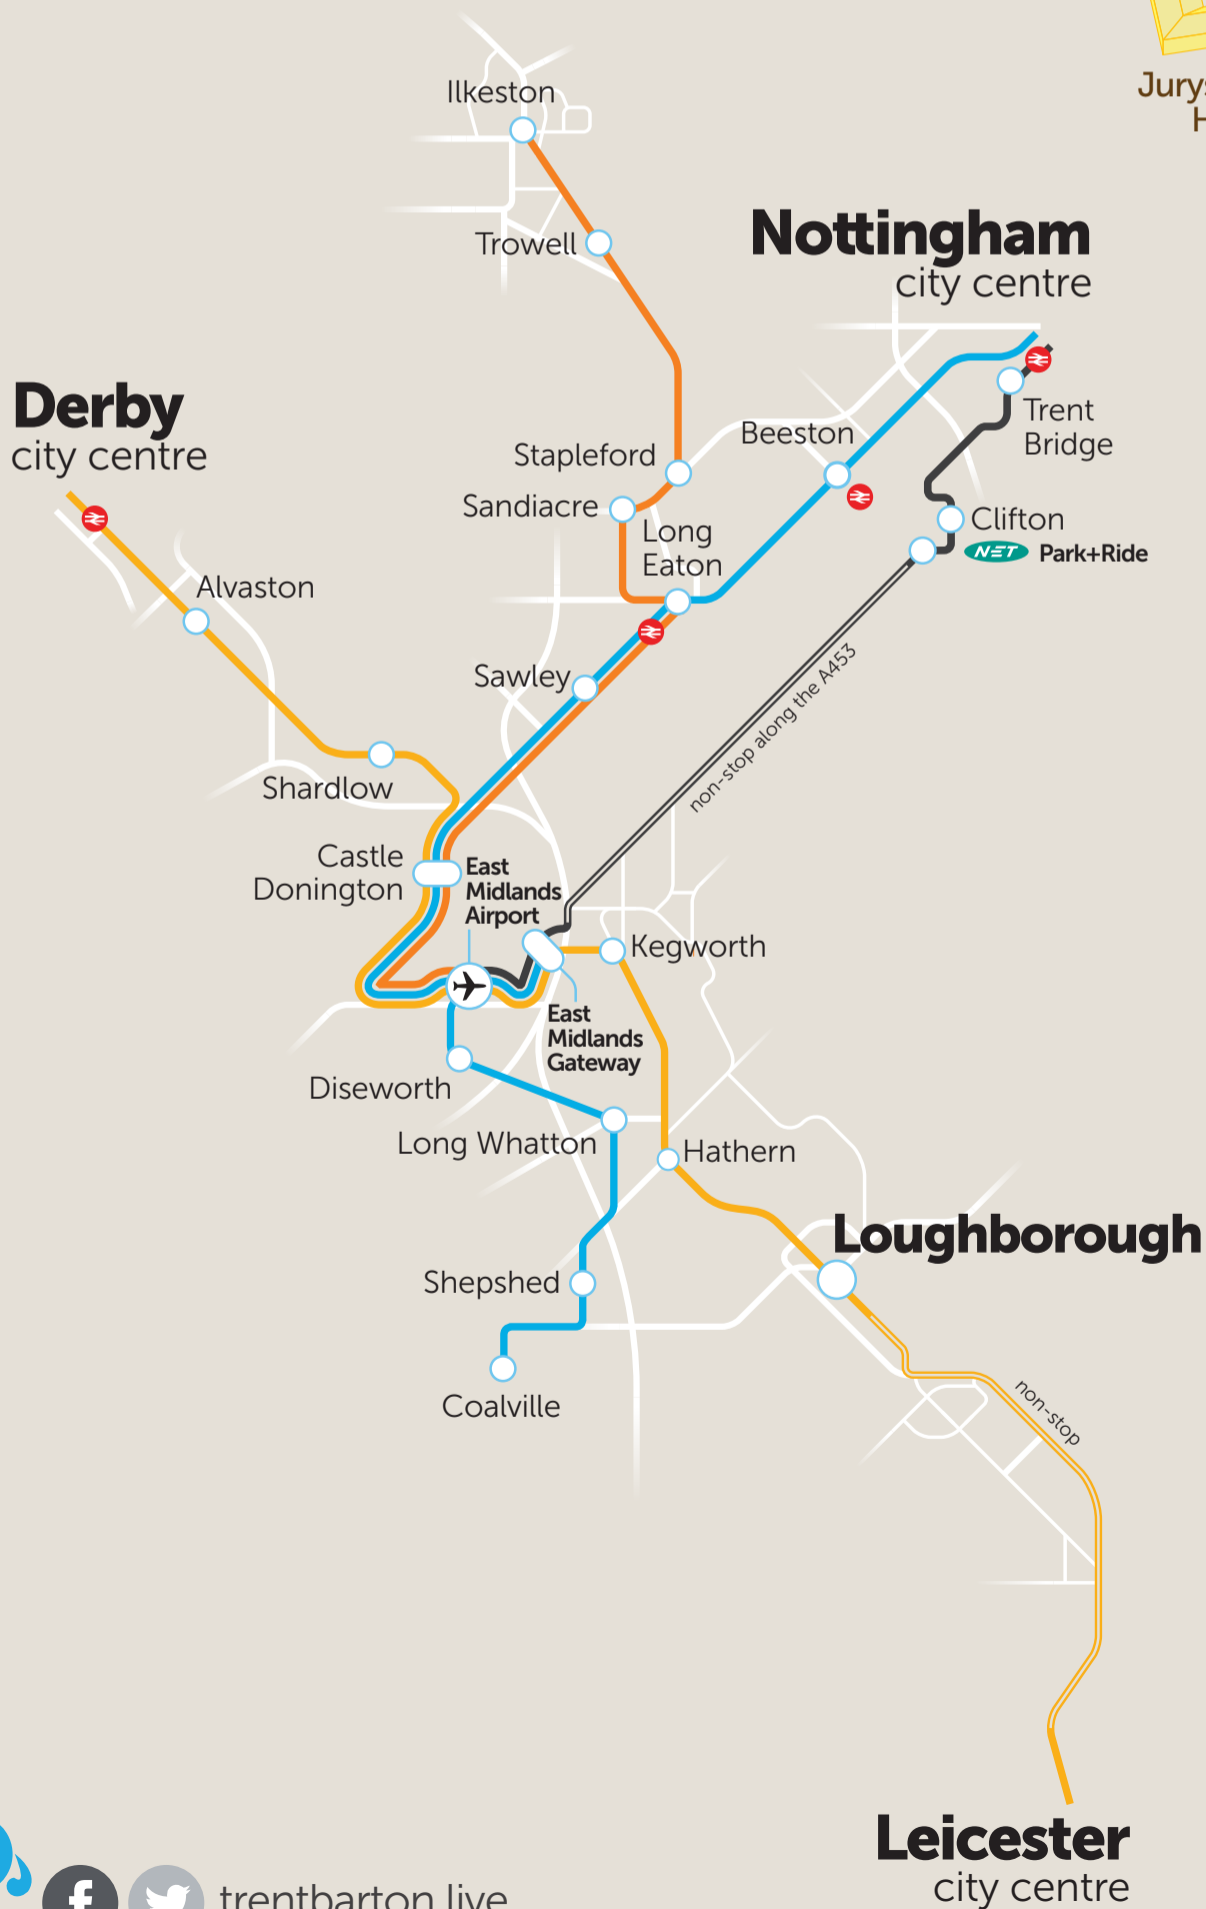 Ilkeston
Trowell
Nottingham
city centre
Derby
city centre
Trent
Bridge
Beeston
Stapleford
Sandiacre
Long
Eaton
Clifton
NET Park+Ride
Alvaston
Sawley
non-stop along the A453
Shardlow
Castle
Donington
East
Midlands
Airport
Kegworth
East
Midlands
Gateway
Diseworth
Long Whatton
Hathern
Loughborough
Shepshed
Coalville
non-stop
Leicester
city centre
trentbarton.live